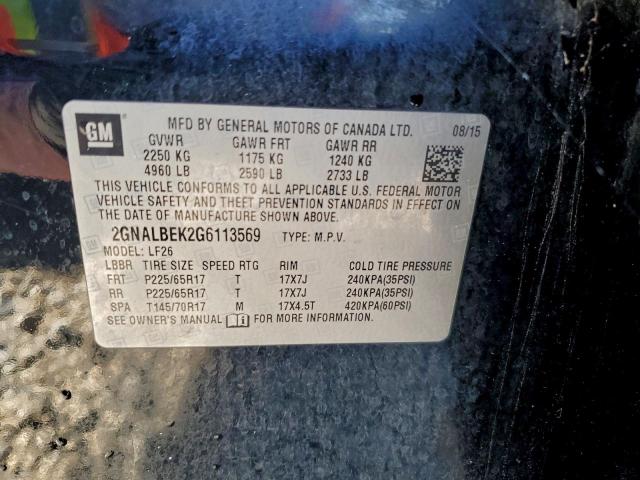 GM
MFD BY GENERAL MOTORS OF CANADA LTD. 08/15
GVWR GAWR FRT GAWR RR
2250 KG 1175 KG 1240 KG
4960 LB 2590 LB 2733 LB
THIS VEHICLE CONFORMS TO ALL APPLICABLE U.S. FEDERAL MOTOR
VEHICLE SAFETY AND THEFT PREVENTION STANDARDS IN EFFECT
ON THE DATE OF MANUFACTURE SHOWN ABOVE.
2GNALBEK2G6113569 TYPE: M.P.V.
MODEL: LF26
LBBR TIRE SIZE SPEED RTG RIM COLD TIRE PRESSURE
FRT P225/65R17 T 17X7J 240KPA(35PSI)
RR P225/65R17 T 17X7J 240KPA(35PSI)
SPA T145/70R17 M 17X4.5T 420KPA(60PSI)
SEE OWNER'S MANUAL FOR MORE INFORMATION.